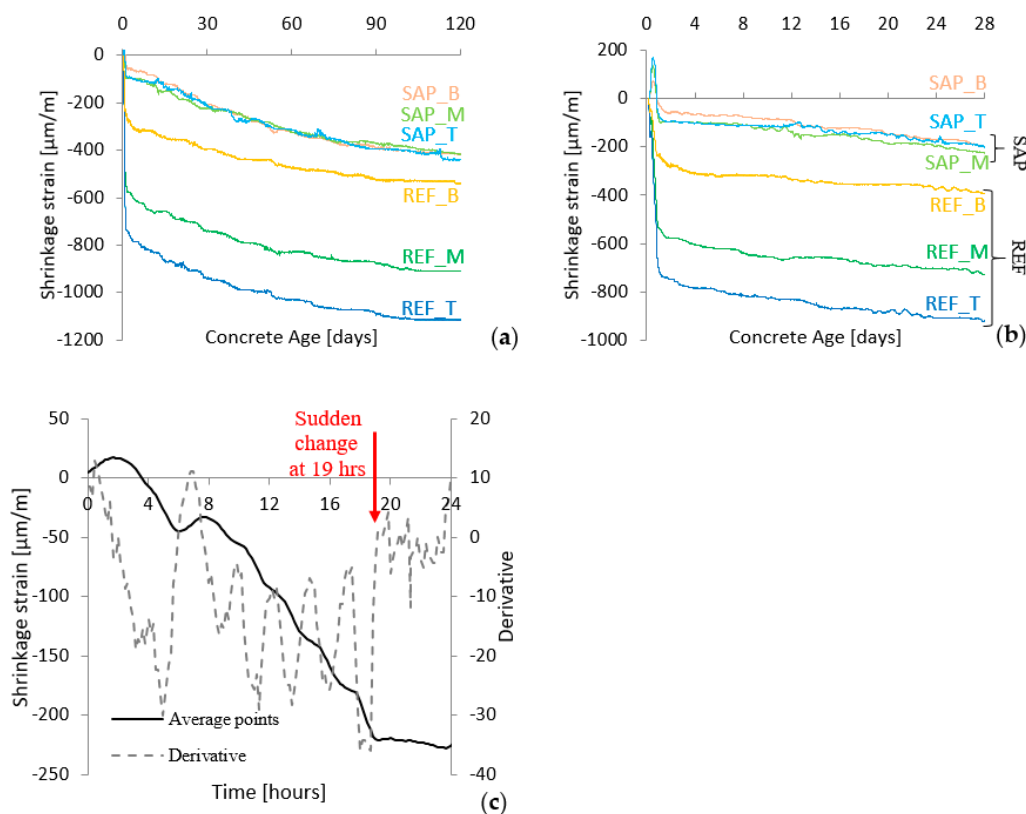 0 30 60 90 120
0
-200
-400
-600
-800
-1000
-1200
Shrinkage strain [µm/m]
SAP_B
SAP_M
SAP_T
REF_B
REF_M
REF_T
Concrete Age [days]
(a)
0 4 8 12 16 20 24 28
200
0
-200
-400
-600
-800
-1000
Shrinkage strain [µm/m]
SAP_B
SAP_T
SAP_M
SAP
REF_B
REF_M
REF_T
REF
Concrete Age [days]
(b)
50
0
-50
-100
-150
-200
-250
Shrinkage strain [µm/m]
0 4 8 12 16 20 24
Sudden
change
at 19 hrs
20
10
0
-10
-20
-30
-40
Derivative
Average points
Derivative
Time [hours]
(c)